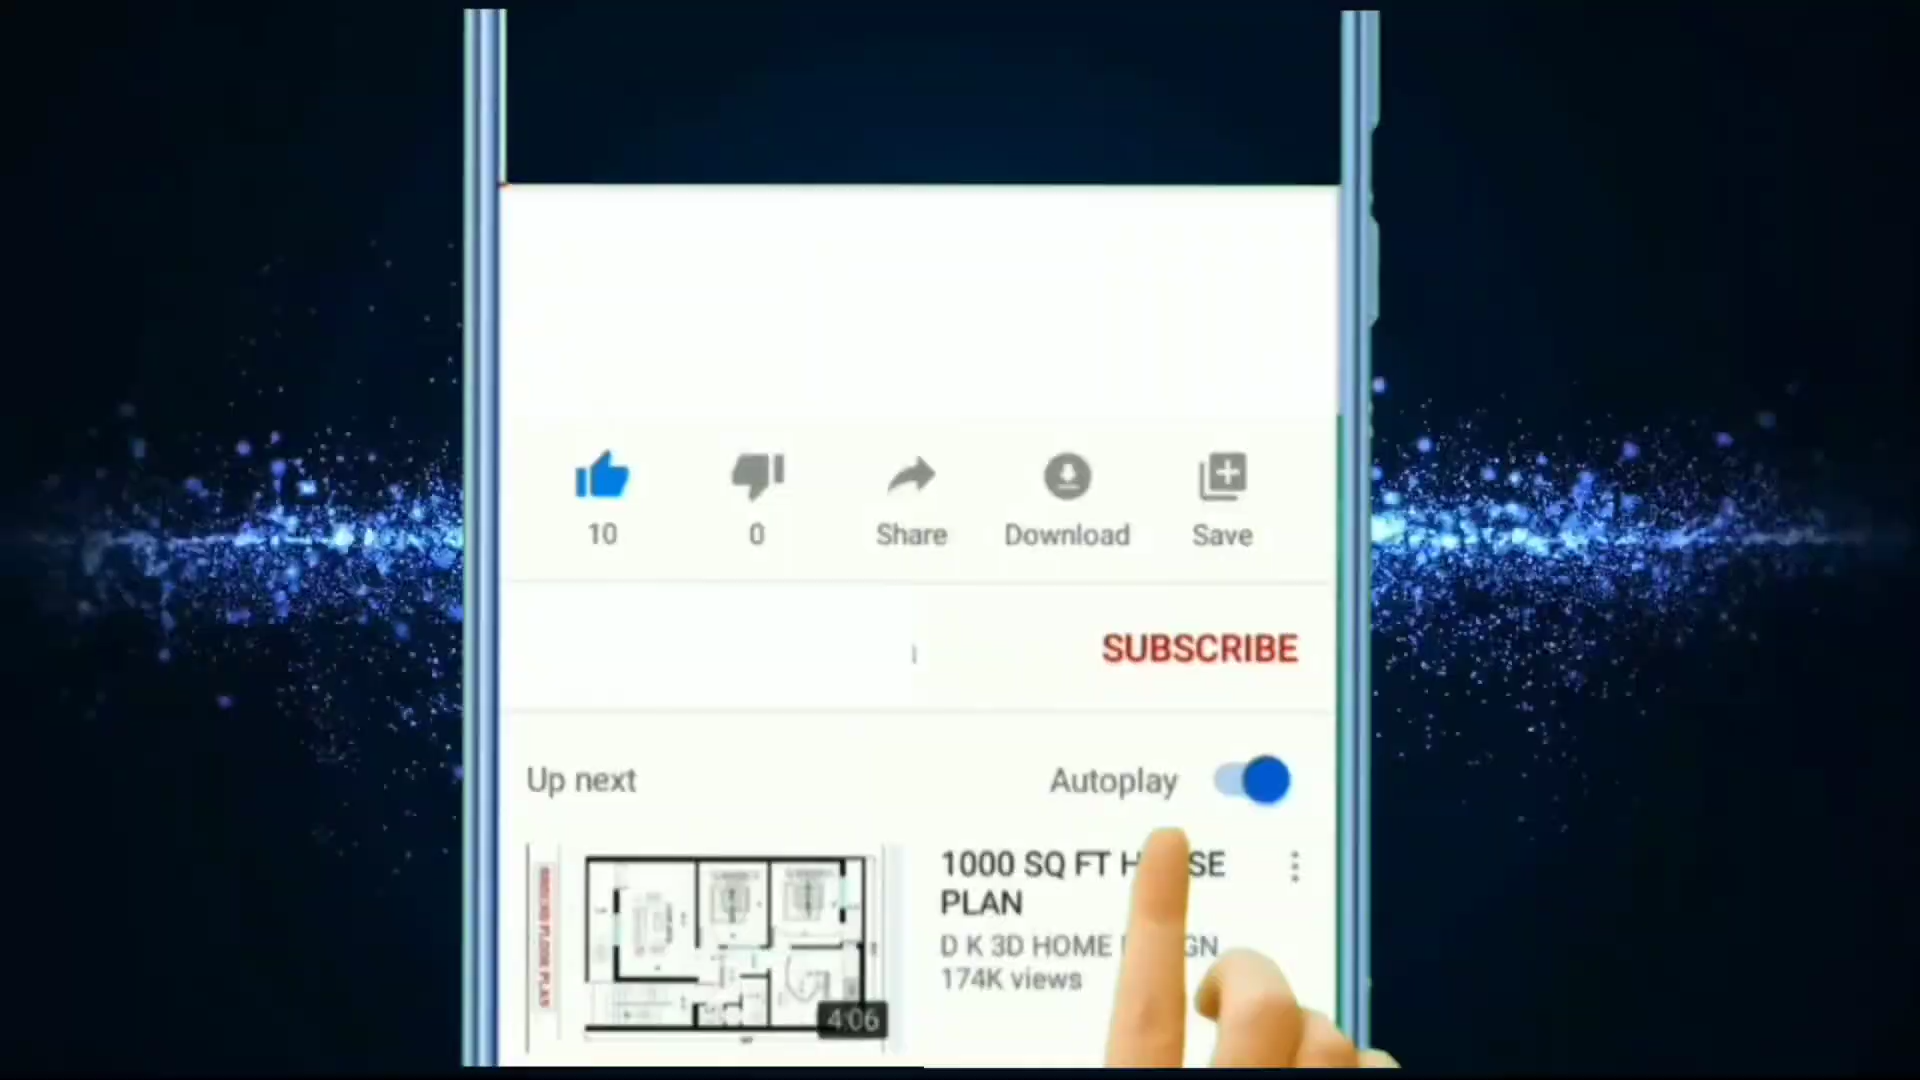 10
0
Share
Download
Save
SUBSCRIBE
Up next
Autoplay
1000 SQ FT
PLAN
D K 3D HOME
174K views
4:06